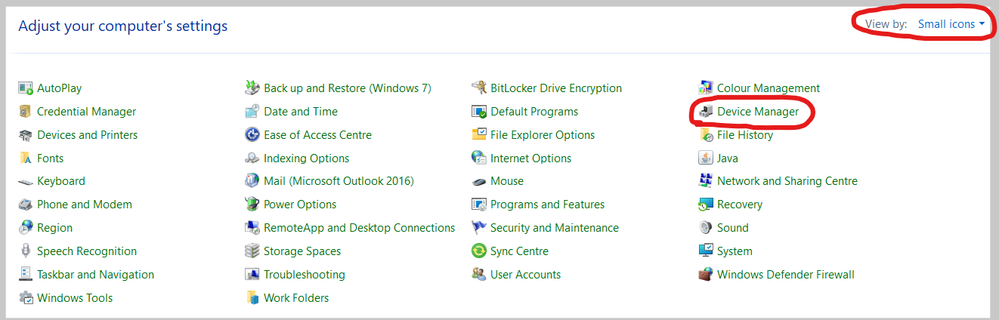 Adjust your computer's settings
View by: Small icons
AutoPlay
Back up and Restore (Windows 7)
BitLocker Drive Encryption
Colour Management
Credential Manager
Date and Time
Default Programs
Device Manager
Devices and Printers
Ease of Access Centre
File Explorer Options
File History
Fonts
Indexing Options
Internet Options
Java
Keyboard
Mail (Microsoft Outlook 2016)
Mouse
Network and Sharing Centre
Phone and Modem
Power Options
Programs and Features
Recovery
Region
RemoteApp and Desktop Connections
Security and Maintenance
Sound
Speech Recognition
Storage Spaces
Sync Centre
System
Taskbar and Navigation
Troubleshooting
User Accounts
Windows Defender Firewall
Windows Tools
Work Folders